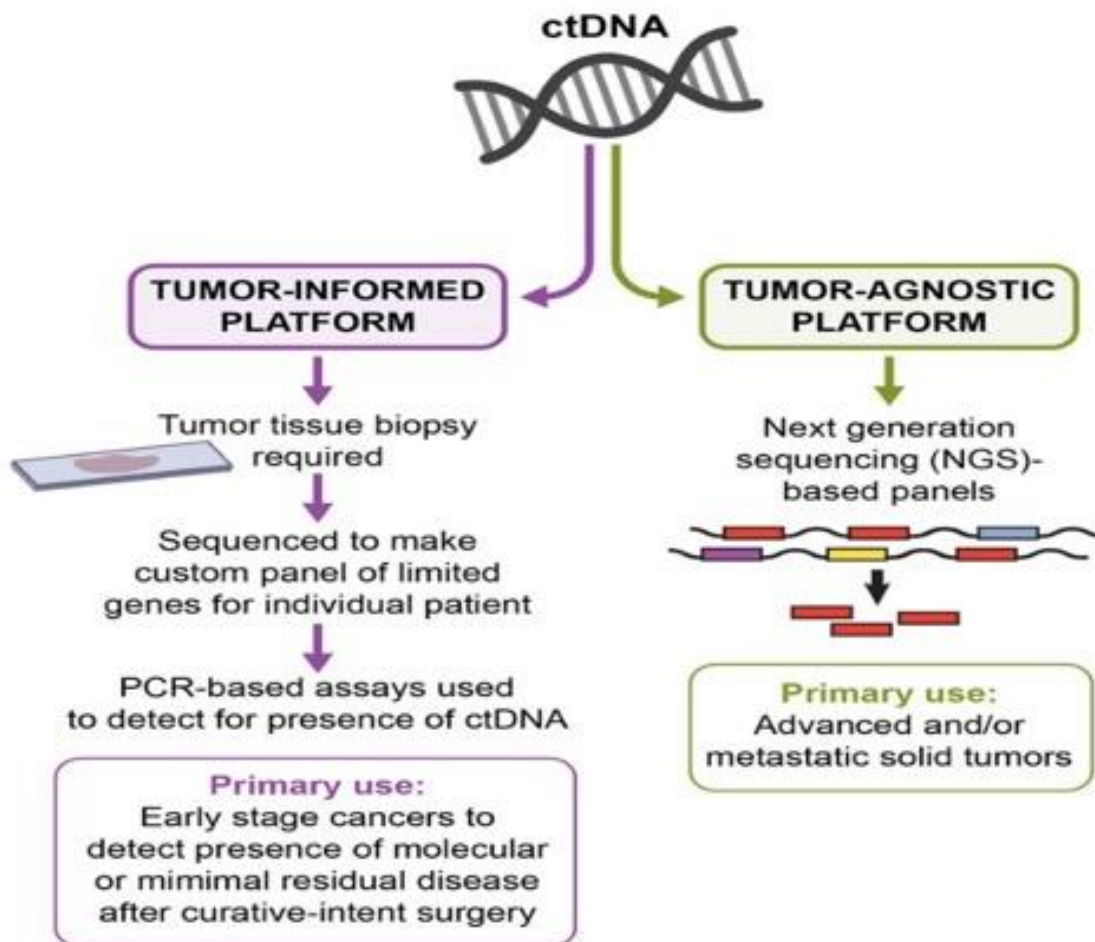 ctDNA
TUMOR-INFORMED
PLATFORM
Tumor tissue biopsy
required
Sequenced to make
custom panel of limited
genes for individual patient
PCR-based assays used
to detect for presence of ctDNA
Primary use:
Early stage cancers to
detect presence of molecular
or mimimal residual disease
after curative-intent surgery
TUMOR-AGNOSTIC
PLATFORM
Next generation
sequencing (NGS)-
based panels
Primary use:
Advanced and/or
metastatic solid tumors